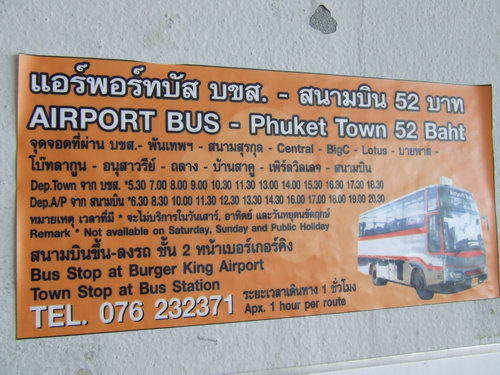 แอร์พอร์ทบัส บขส. - สนามบิน 52 บาท
AIRPORT BUS - Phuket Town 52 Baht
จุดจอดที่ผ่าน บขส.- พันเทพฯ - สนามสุรกุล - Central - BigC - Lotus - บายพาส -
โบ๊ทลากูน - อนุสาวรีย์ - ถลาง - บ้านสาคู - เพิร์ลวิลเลจ - สนามบิน
Dep.Town จาก บขส. *5.30 7.00 8.00 9.00 10.30 11.30 13.00 14.00 15.30 16.30 17.30 18.30
Dep.A/P จาก สนามบิน *6.30 8.30 10.00 11.30 12.30 13.30 14.30 16.00 17.00 18.00 19.00 20.30
หมายเหตุ เวลาที่มี * จะไม่บริการในวันเสาร์, อาทิตย์ และวันหยุดนขัตฤกษ์
Remark * Not available on Saturday, Sunday and Public Holiday
สนามบินขึ้น-ลงรถ ชั้น 2 หน้าเบอร์เกอร์คิง
Bus Stop at Burger King Airport
Town Stop at Bus Station
TEL. 076 232371
ระยะเวลาเดินทาง 1 ชั่วโมง
Apx. 1 hour per route